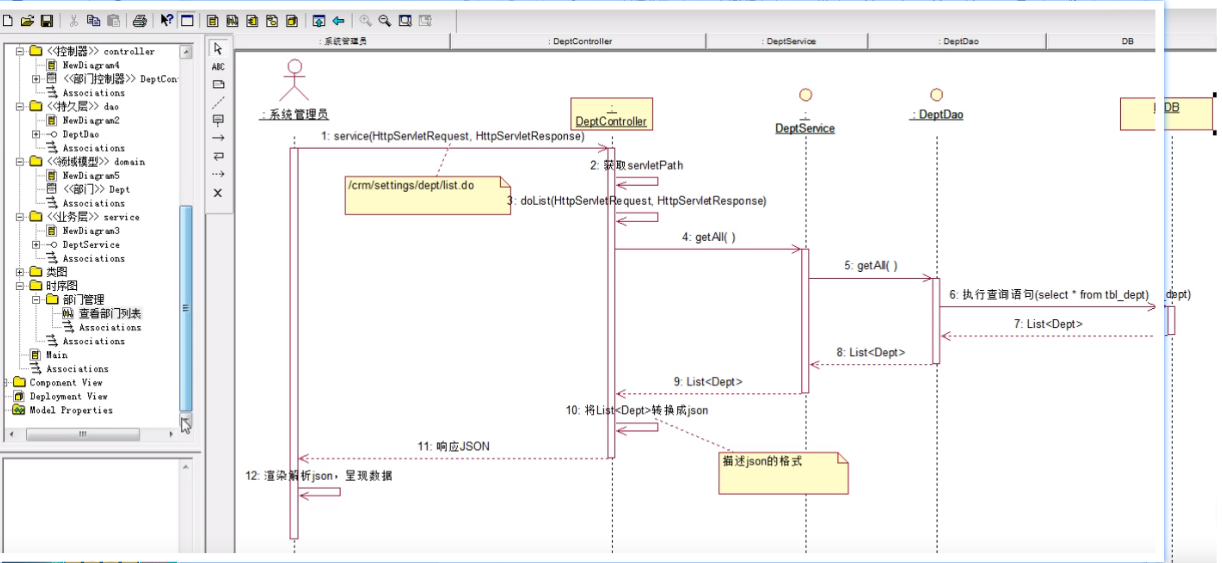 : 系统管理员
: DeptController
: DeptService
: DeptDao
DB
<<控制器>> controller
NewDiagram4
<<部门控制器>> DeptCon
Associations
<<持久层>> dao
NewDiagram2
DeptDao
Associations
<<领域模型>> domain
NewDiagram5
<<部门>> Dept
Associations
<<业务层>> service
NewDiagram3
DeptService
Associations
类图
时序图
部门管理
查看部门列表
Associations
Associations
Main
Associations
Component View
Deployment View
Model Properties
ABC
: 系统管理员
:
DeptController
:
DeptService
: DeptDao
: DB
1: service(HttpServletRequest, HttpServletResponse)
2: 获取servletPath
/crm/settings/dept/list.do
3: doList(HttpServletRequest, HttpServletResponse)
4: getAll( )
5: getAll( )
6: 执行查询语句(select * from tbl_dept)
_dept)
7: List<Dept>
8: List<Dept>
9: List<Dept>
10: 将List<Dept>转换成json
11: 响应JSON
描述json的格式
12: 渲染解析json，呈现数据